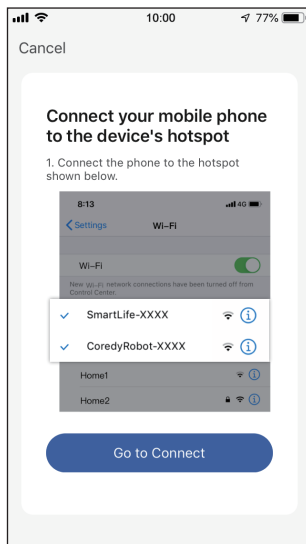 10:00 77%
Cancel
Connect your mobile phone
to the device's hotspot
1. Connect the phone to the hotspot
shown below.
8:13 4G
Settings Wi-Fi
Wi-Fi
New network connections have been turned off from
Control Center.
SmartLife-XXXX
CoredyRobot-XXXX
Home1
Home2
Go to Connect